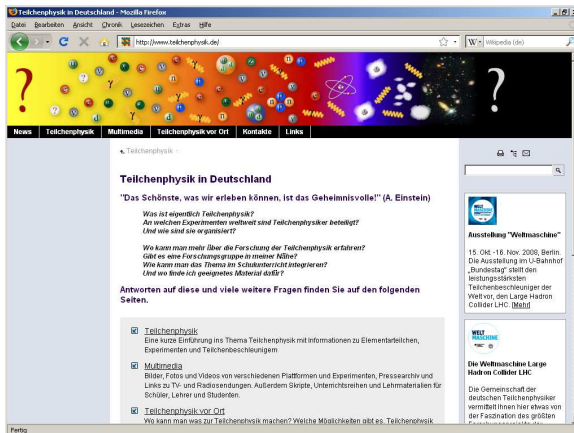 Teilchenphysik in Deutschland - Mozilla Firefox
Datei Bearbeiten Ansicht Chronik Lesezeichen Extras Hilfe
http://www.teilchenphysik.de/
Wikipedia (de)
? ?
News Teilchenphysik Multimedia Teilchenphysik vor Ort Kontakte Links
Teilchenphysik
Teilchenphysik in Deutschland
"Das Schönste, was wir erleben können, ist das Geheimnisvolle!" (A. Einstein)
Was ist eigentlich Teilchenphysik?
An welchen Experimenten weltweit sind Teilchenphysiker beteiligt?
Und wie sind sie organisiert?
Wo kann man mehr über die Forschung der Teilchenphysik erfahren?
Gibt es eine Forschungsgruppe in meiner Nähe?
Wie kann man das Thema im Schulunterricht integrieren?
Und wo finde ich geeignetes Material dafür?
Antworten auf diese und viele weitere Fragen finden Sie auf den folgenden
Seiten.
Teilchenphysik
Eine kurze Einführung ins Thema Teilchenphysik mit Informationen zu Elementarteilchen,
Experimenten und Teilchenbeschleunigern
Multimedia
Bilder, Fotos und Videos von verschiedenen Plattformen und Experimenten, Pressearchiv und
Links zu TV- und Radiosendungen. Außerdem Skripte, Unterrichtsreihen und Lehrmaterialien für
Schüler, Lehrer und Studenten.
Teilchenphysik vor Ort
Wo kann man was zur Teilchenphysik machen? Welche Möglichkeiten gibt es, Teilchenphysik
WELT
MASCHINE
Ausstellung "Weltmaschine"
15. Okt. -16. Nov. 2008, Berlin.
Die Ausstellung im U-Bahnhof
„Bundestag" stellt den
leistungsstärksten
Teilchenbeschleuniger der
Welt vor, den Large Hadron
Collider LHC. [Mehr]
WELT
MASCHINE
Die Weltmaschine Large
Hadron Collider LHC
Die Gemeinschaft der
deutschen Teilchenphysiker
vermittelt Ihnen hier etwas von
der Faszination des größten
Fertig